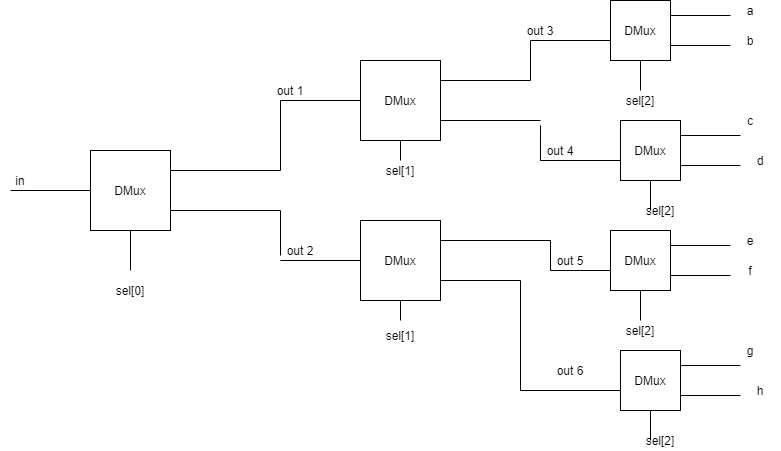 a
out 3
DMux
b
out 1
DMux
sel[2]
c
out 4
DMux
d
sel[1]
in
DMux
sel[2]
e
out 2
DMux
out 5
DMux
f
sel[0]
sel[1]
sel[2]
g
out 6
DMux
h
sel[2]